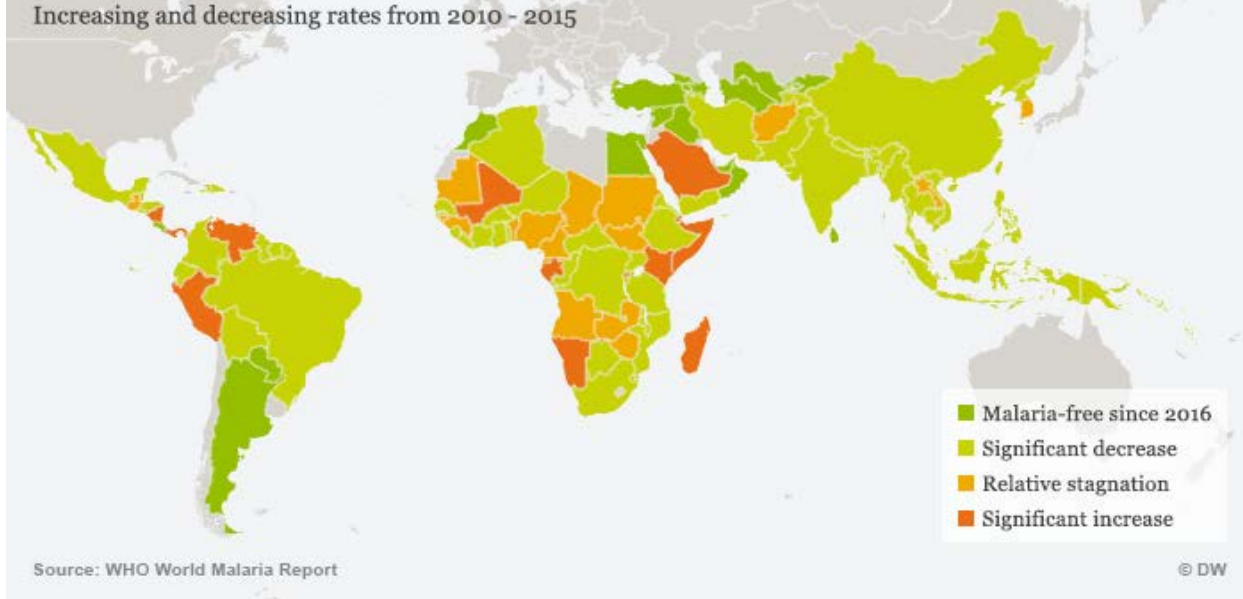 Increasing and decreasing rates from 2010 - 2015
Malaria-free since 2016
Significant decrease
Relative stagnation
Significant increase
Source: WHO World Malaria Report
© DW